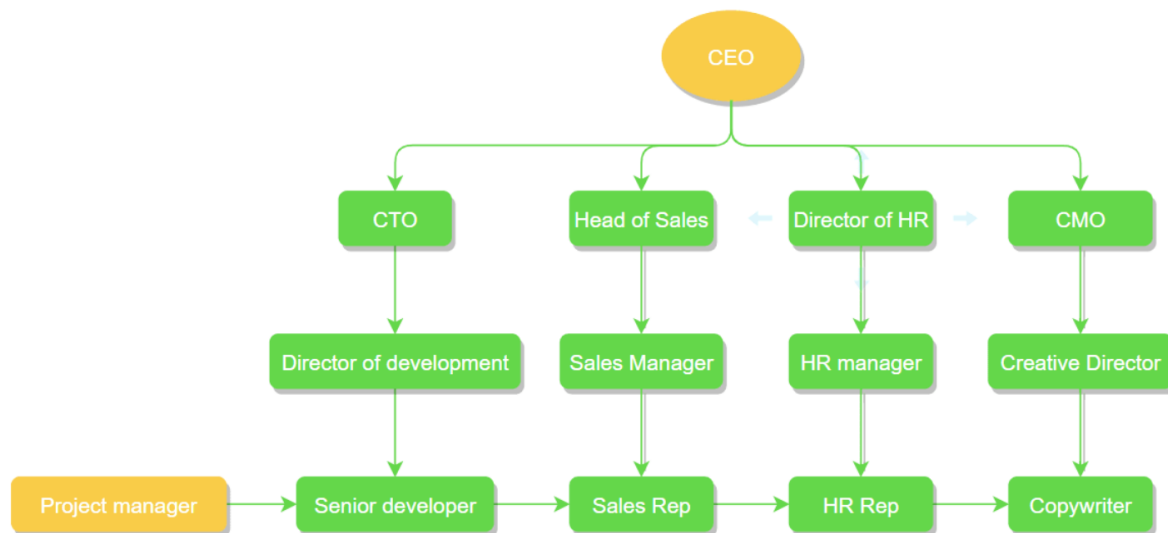 CEO
CTO
Head of Sales
Director of HR
CMO
Director of development
Sales Manager
HR manager
Creative Director
Project manager
Senior developer
Sales Rep
HR Rep
Copywriter